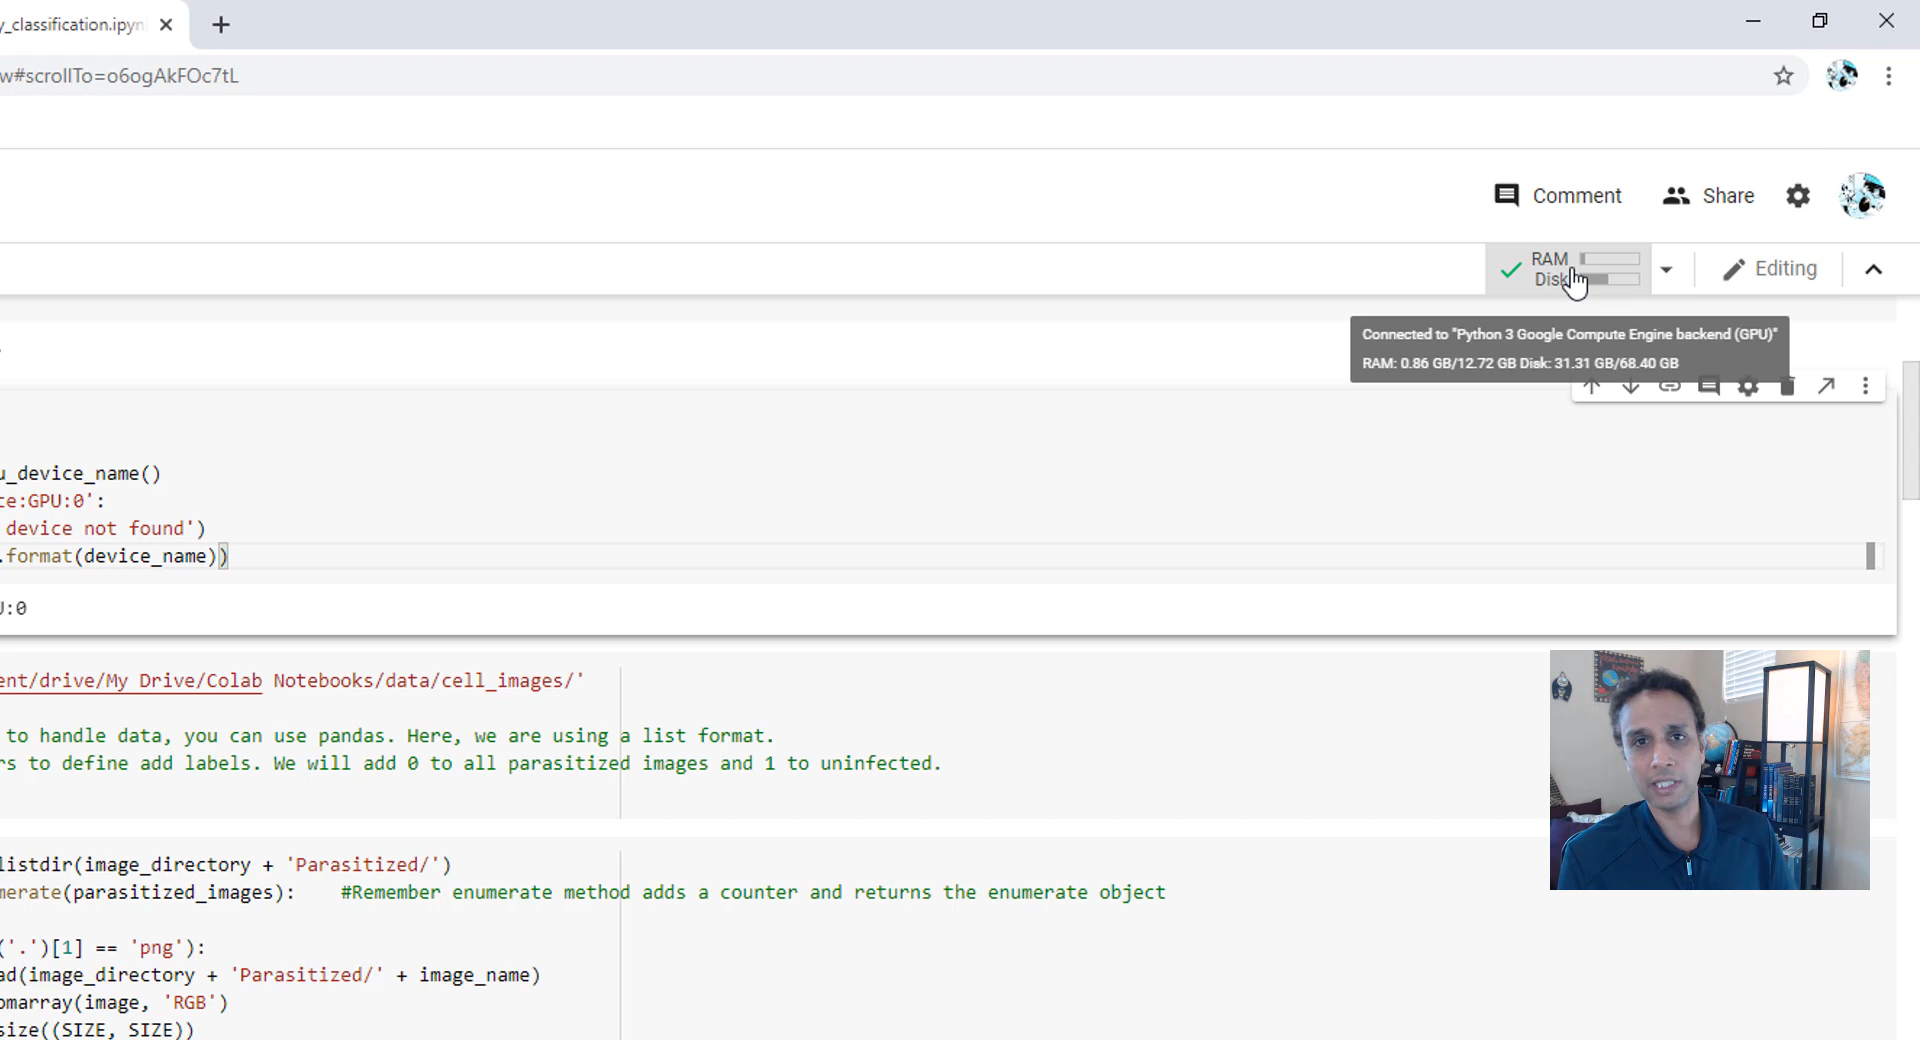 y_classification.ipyn
w#scrollTo=o6ogAkFOc7tL
Comment
Share
RAM
Disk
Editing
Connected to "Python 3 Google Compute Engine backend (GPU)"
RAM: 0.86 GB/12.72 GB Disk: 31.31 GB/68.40 GB
u_device_name()
ce:GPU:0':
device not found')
.format(device_name))
U:0
ent/drive/My Drive/Colab Notebooks/data/cell_images/'
to handle data, you can use pandas. Here, we are using a list format.
rs to define add labels. We will add 0 to all parasitized images and 1 to uninfected.
listdir(image_directory + 'Parasitized/')
merate(parasitized_images):    #Remember enumerate method adds a counter and returns the enumerate object
('.')[1] == 'png'):
ad(image_directory + 'Parasitized/' + image_name)
omarray(image, 'RGB')
size((SIZE, SIZE))